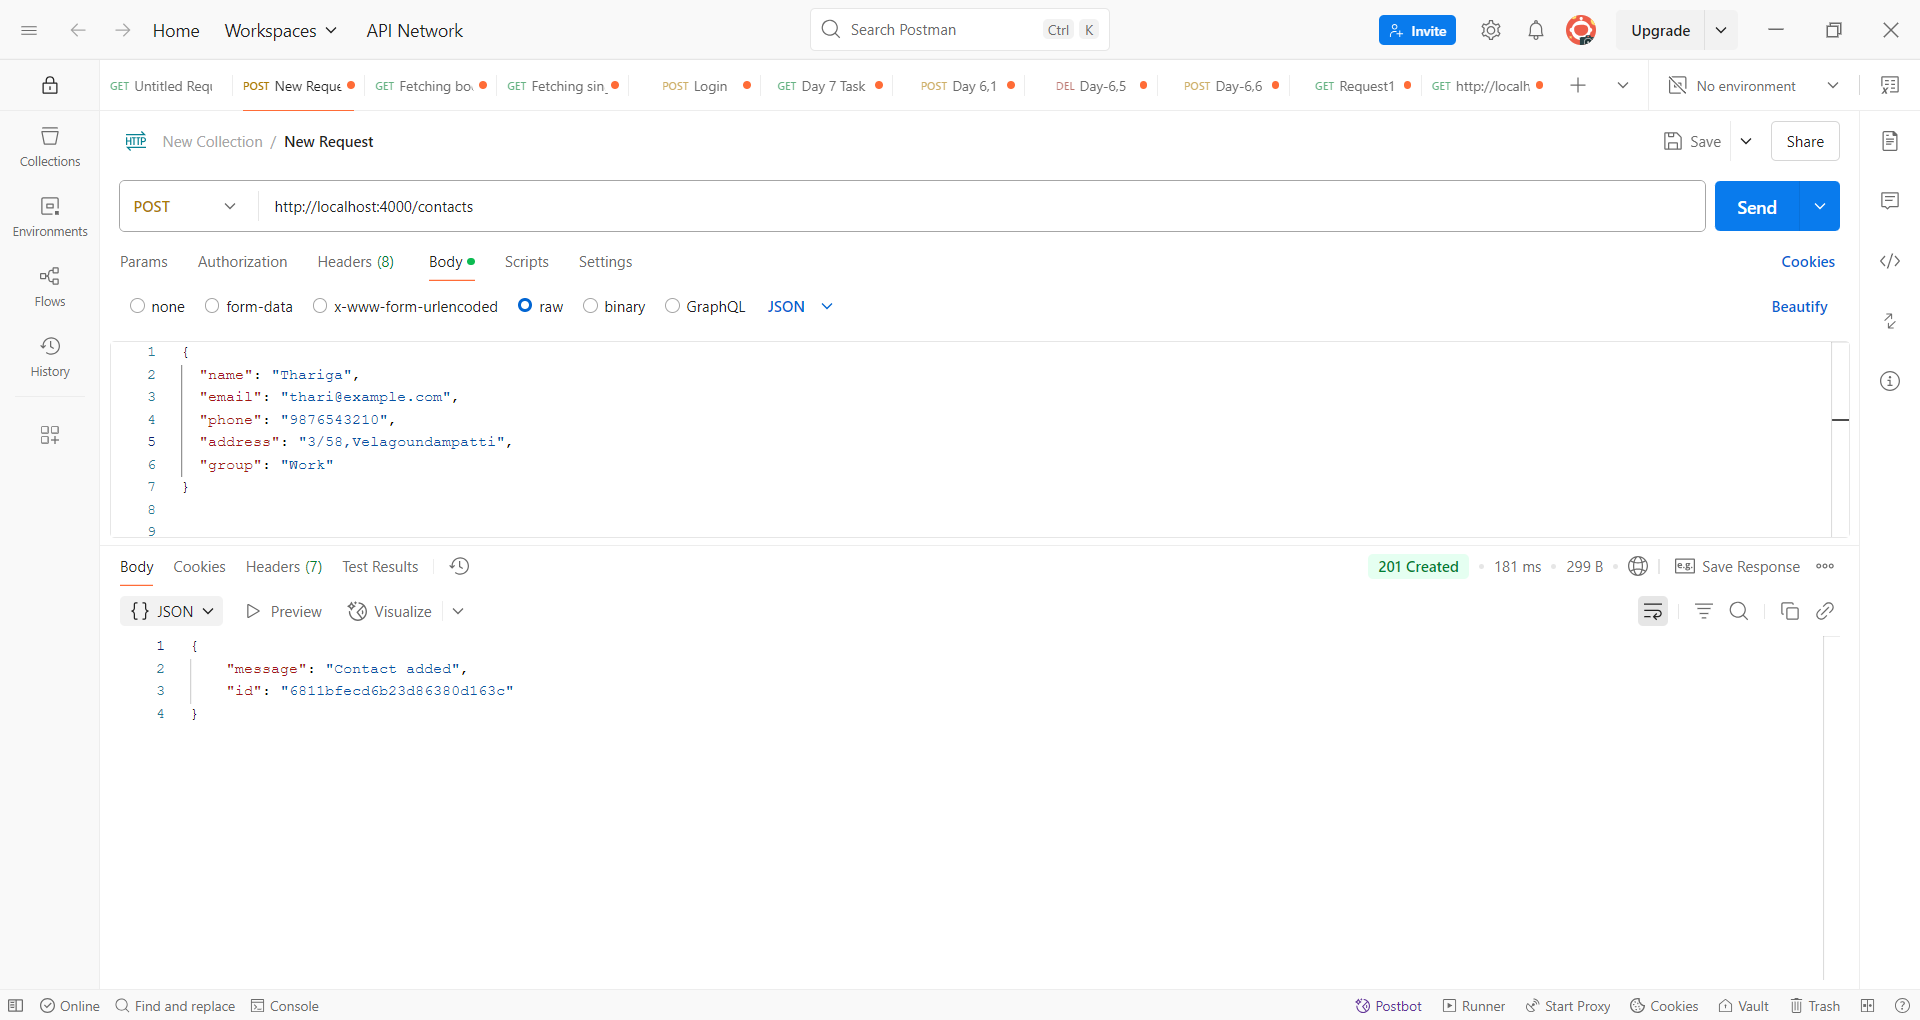 Home Workspaces API Network Search Postman Ctrl K Invite Upgrade
GET Untitled Requ POST New Reque GET Fetching bo GET Fetching sin POST Login GET Day 7 Task POST Day 6,1 DEL Day-6,5 POST Day-6,6 GET Request1 GET http://localh No environment
HTTP New Collection / New Request Save Share
Collections
Environments
Flows
History
POST http://localhost:4000/contacts Send
Params Authorization Headers (8) Body Scripts Settings Cookies
none form-data x-www-form-urlencoded raw binary GraphQL JSON Beautify
1 {
2 "name": "Thariga",
3 "email": "thari@example.com",
4 "phone": "9876543210",
5 "address": "3/58,Velagoundampatti",
6 "group": "Work"
7 }
8
9
Body Cookies Headers (7) Test Results 201 Created 181 ms 299 B e.g. Save Response
{} JSON Preview Visualize
1 {
2 "message": "Contact added",
3 "id": "6811bfecd6b23d86380d163c"
4 }
Online Find and replace Console Postbot Runner Start Proxy Cookies Vault Trash